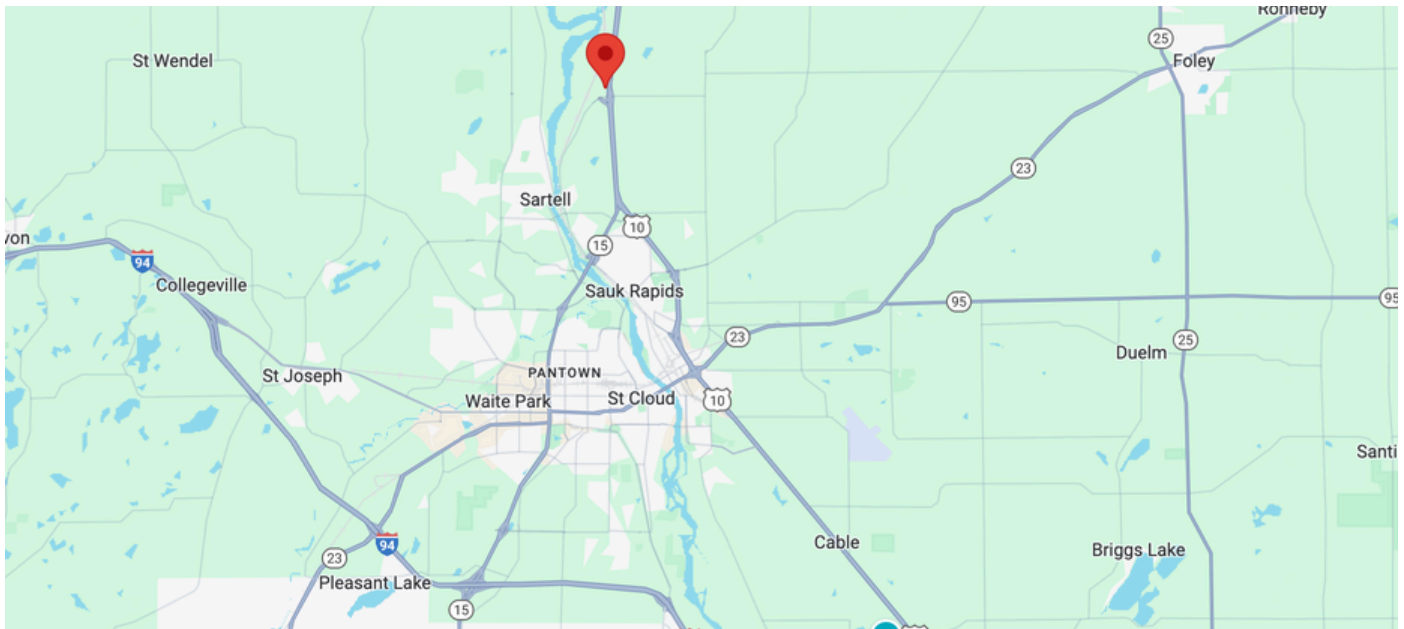 Ronneby
25
St Wendel
Foley
23
Sartell
10
15
von
94
Collegeville
Sauk Rapids
95
95
23
25
Duelm
St Joseph
PANTOWN
Waite Park
St Cloud
10
Santi
94
Cable
23
Briggs Lake
Pleasant Lake
15